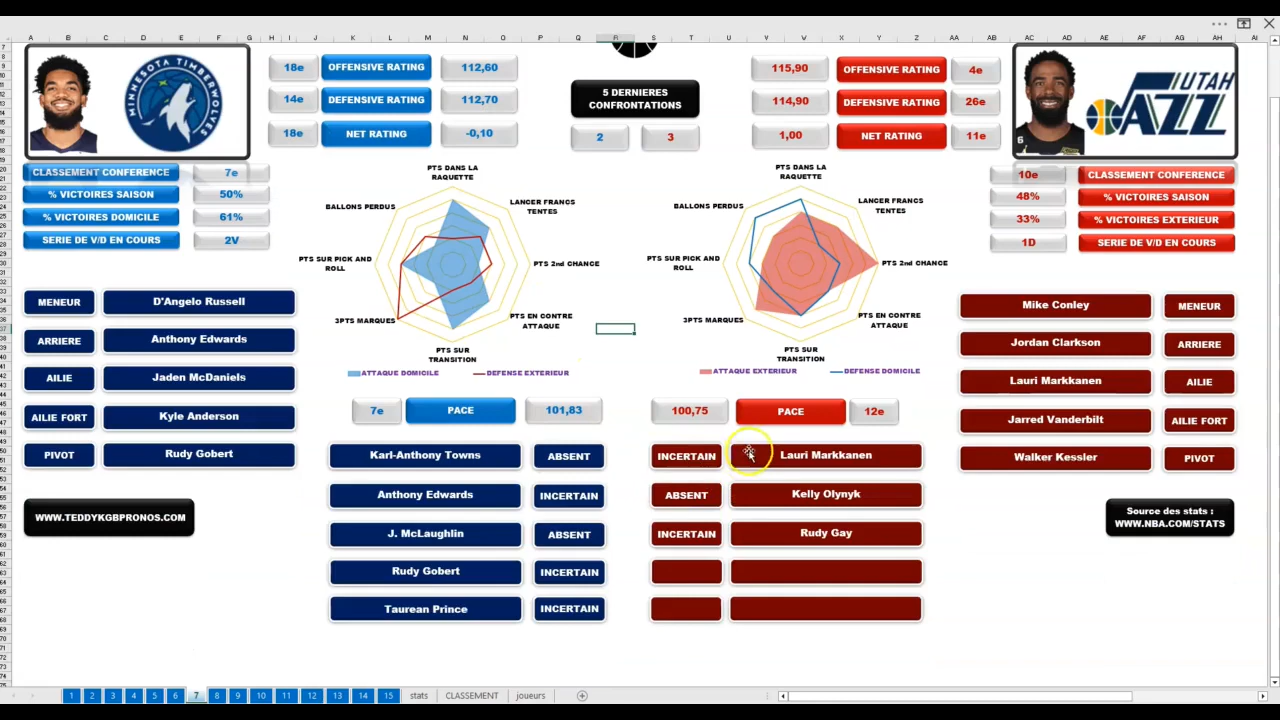 MINNESOTA TIMBERWOLVES
18e OFFENSIVE RATING 112,60
14e DEFENSIVE RATING 112,70
18e NET RATING -0,10
5 DERNIERES
CONFRONTATIONS
2 3
115,90 OFFENSIVE RATING 4e
114,90 DEFENSIVE RATING 26e
1,00 NET RATING 11e
UTAH
JAZZ
CLASSEMENT CONFERENCE 7e
% VICTOIRES SAISON 50%
% VICTOIRES DOMICILE 61%
SERIE DE V/D EN COURS 2V
10e CLASSEMENT CONFERENCE
48% % VICTOIRES SAISON
33% % VICTOIRES EXTERIEUR
1D SERIE DE V/D EN COURS
PTS DANS LA
RAQUETTE
LANCER FRANCS
TENTES
PTS 2nd CHANCE
PTS EN CONTRE
ATTAQUE
PTS SUR
TRANSITION
3PTS MARQUES
PTS SUR PICK AND
ROLL
BALLONS PERDUS
ATTAQUE DOMICILE DEFENSE EXTERIEUR
PTS DANS LA
RAQUETTE
LANCER FRANCS
TENTES
PTS 2nd CHANCE
PTS EN CONTRE
ATTAQUE
PTS SUR
TRANSITION
3PTS MARQUES
PTS SUR PICK AND
ROLL
BALLONS PERDUS
ATTAQUE EXTERIEUR DEFENSE DOMICILE
MENEUR D'Angelo Russell
ARRIERE Anthony Edwards
AILIE Jaden McDaniels
AILIE FORT Kyle Anderson
PIVOT Rudy Gobert
Mike Conley MENEUR
Jordan Clarkson ARRIERE
Lauri Markkanen AILIE
Jarred Vanderbilt AILIE FORT
Walker Kessler PIVOT
7e PACE 101,83
100,75 PACE 12e
Karl-Anthony Towns ABSENT
Anthony Edwards INCERTAIN
J. McLaughlin ABSENT
Rudy Gobert INCERTAIN
Taurean Prince INCERTAIN
INCERTAIN Lauri Markkanen
ABSENT Kelly Olynyk
INCERTAIN Rudy Gay
WWW.TEDDYKGBPRONOS.COM
Source des stats :
WWW.NBA.COM/STATS
1 2 3 4 5 6 7 8 9 10 11 12 13 14 15 stats CLASSEMENT joueurs